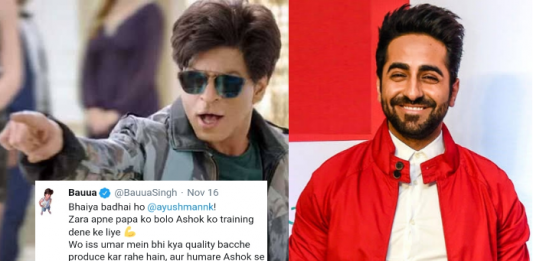 Bauua @BauuaSingh · Nov 16
Bhaiya badhai ho @ayushmannk!
Zara apne papa ko bolo Ashok ko training
dene ke liye 💪
Wo iss umar mein bhi kya quality bacche
produce kar rahe hain, aur humare Ashok se